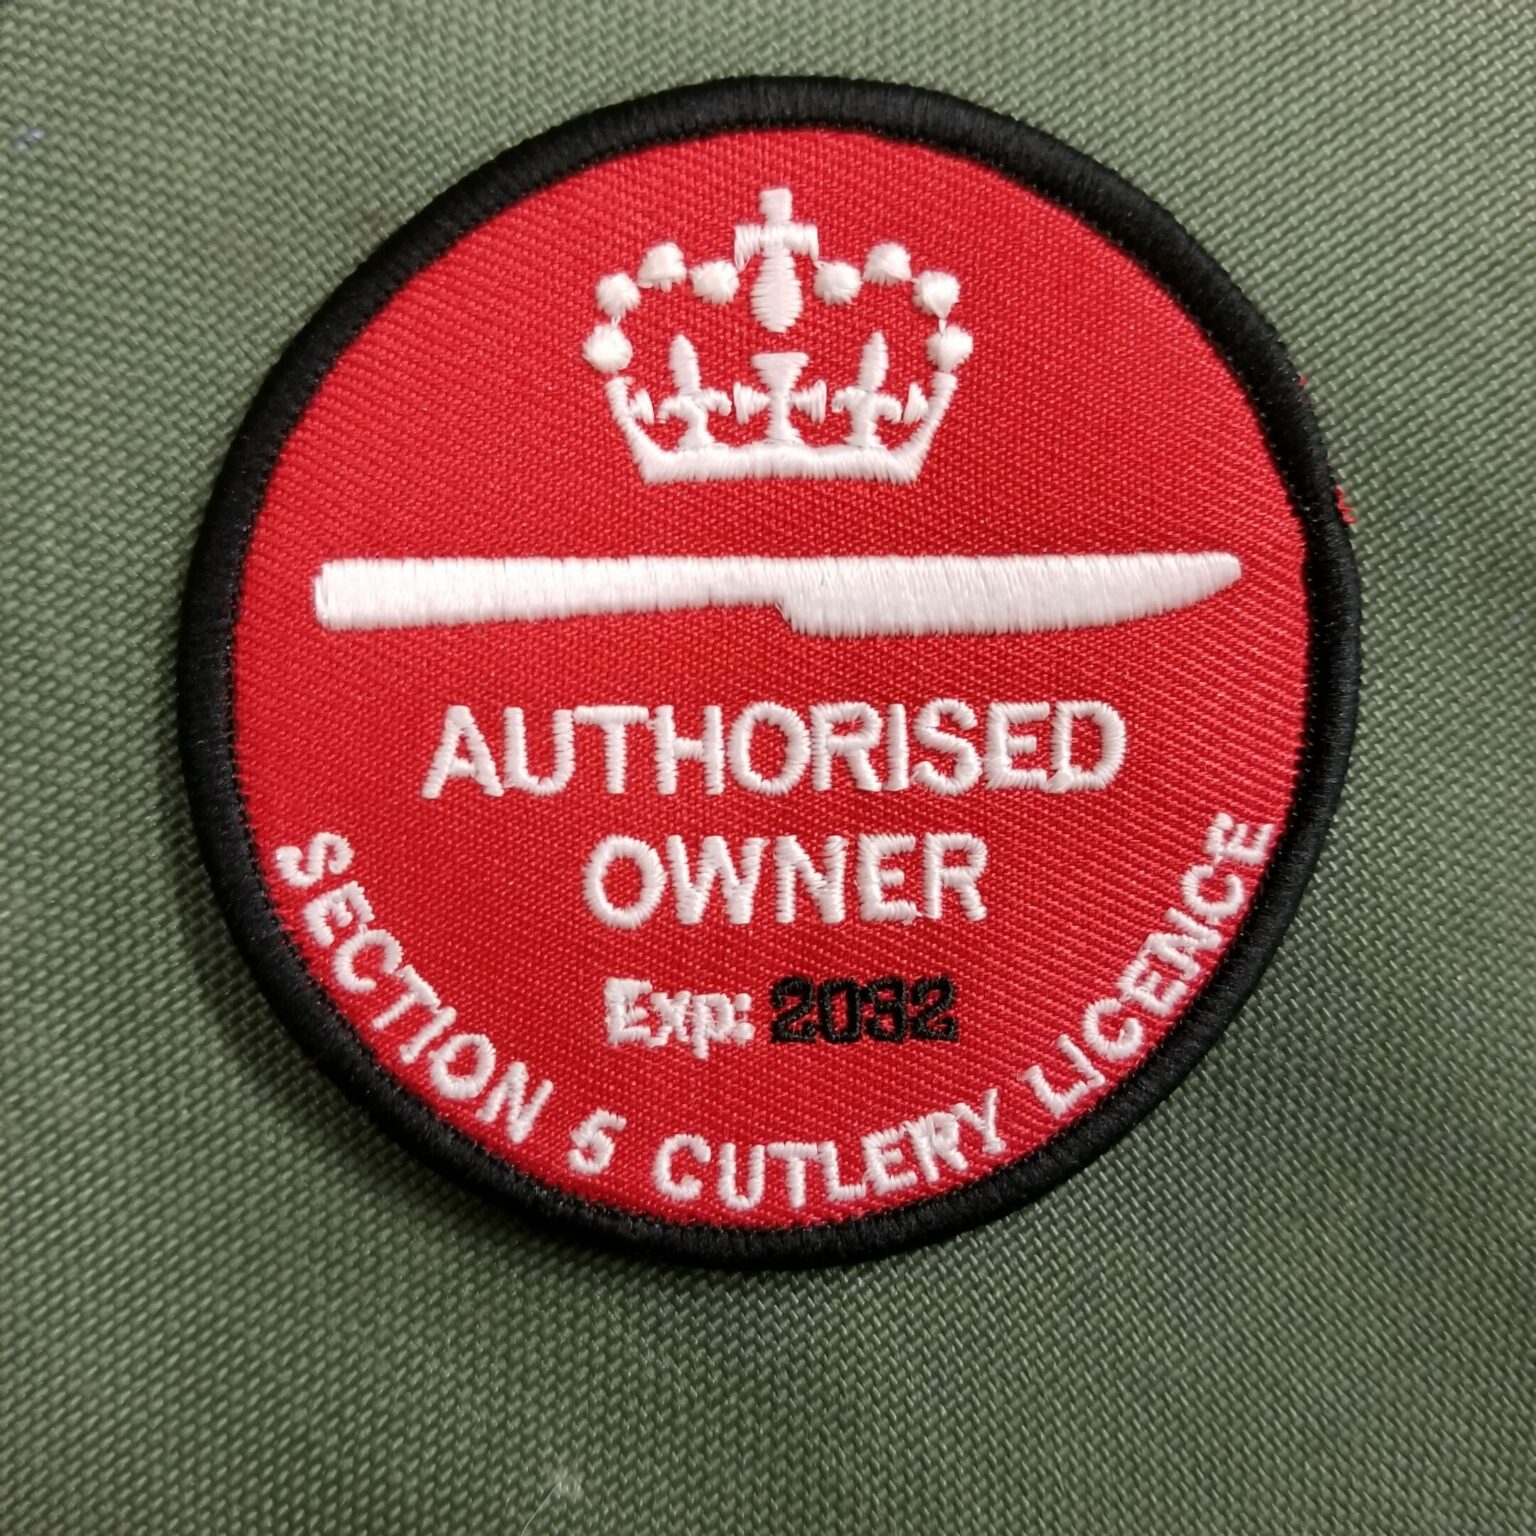 AUTHORISED
OWNER
Exp: 2032
SECTION 5 CUTLERY LICENCE